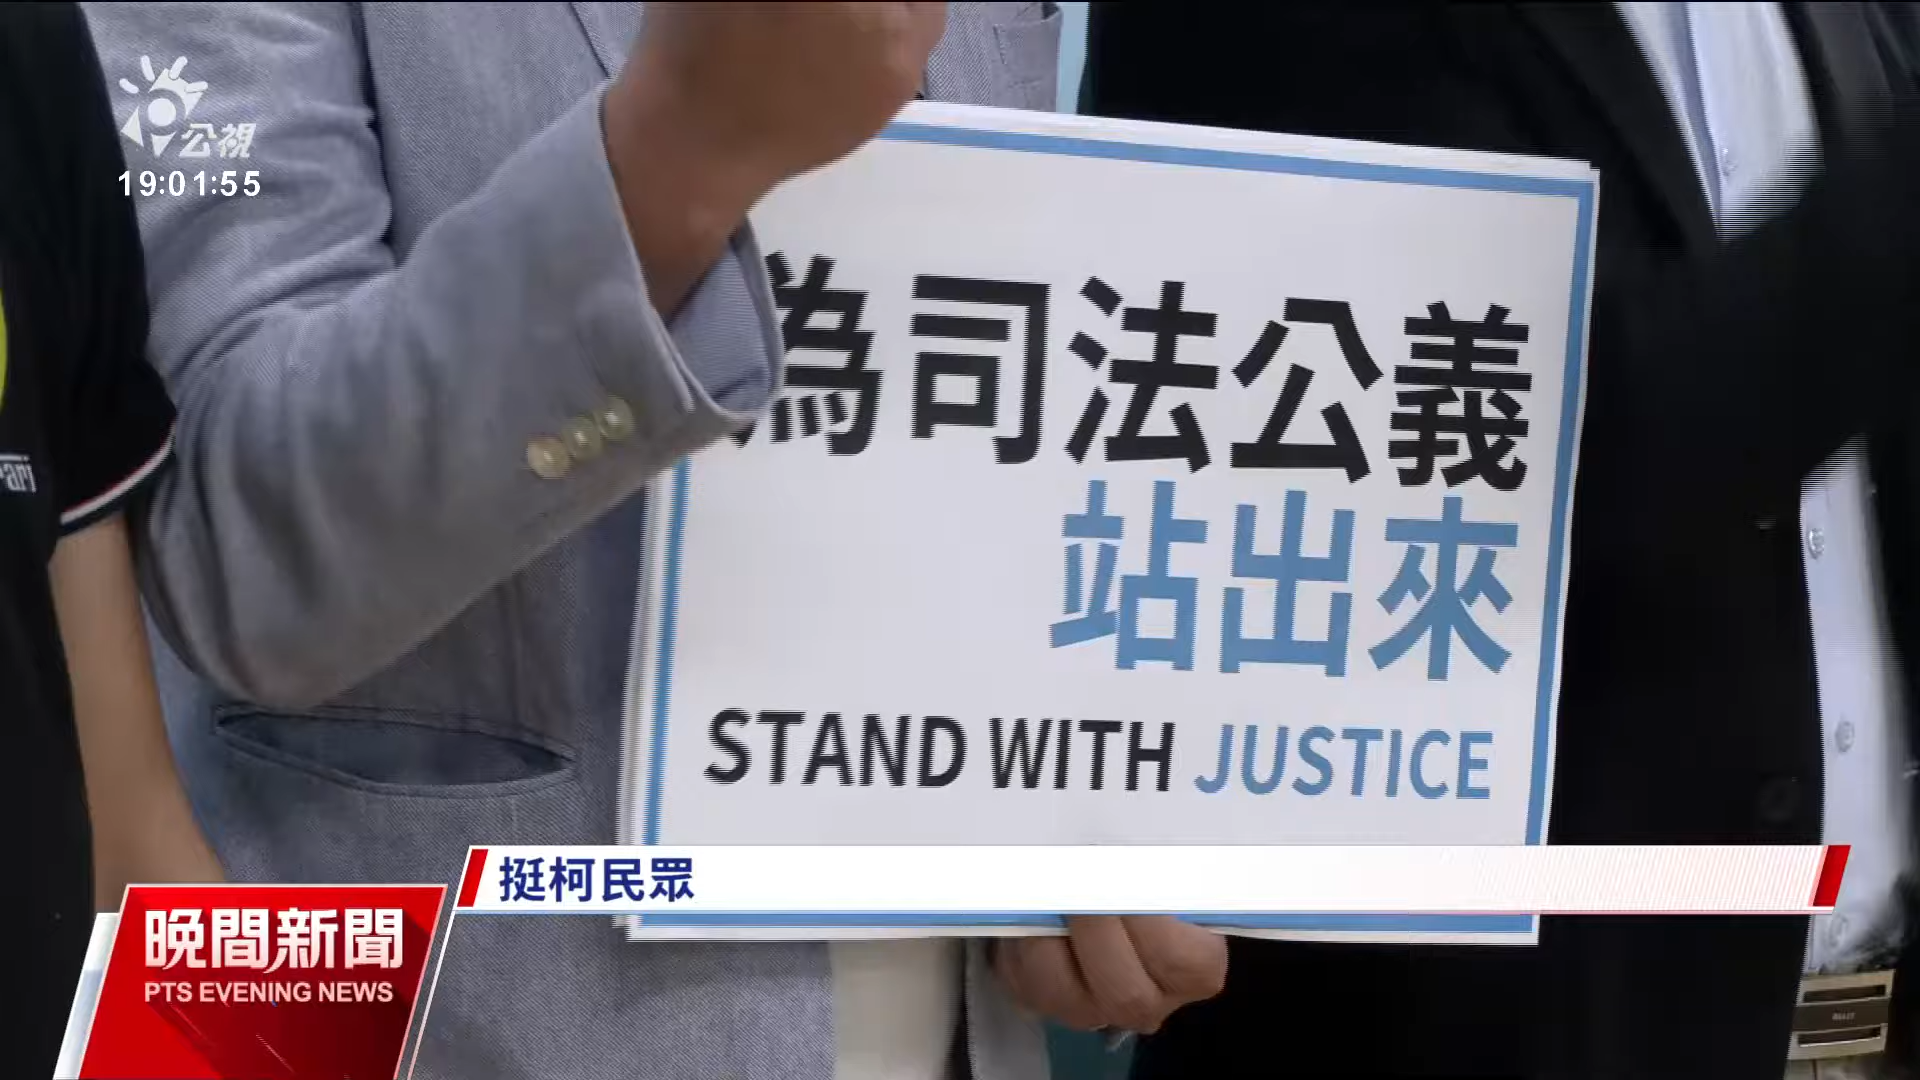 公視
19:01:55
為司法公義
站出來
STAND WITH JUSTICE
挺柯民眾
晚間新聞
PTS EVENING NEWS